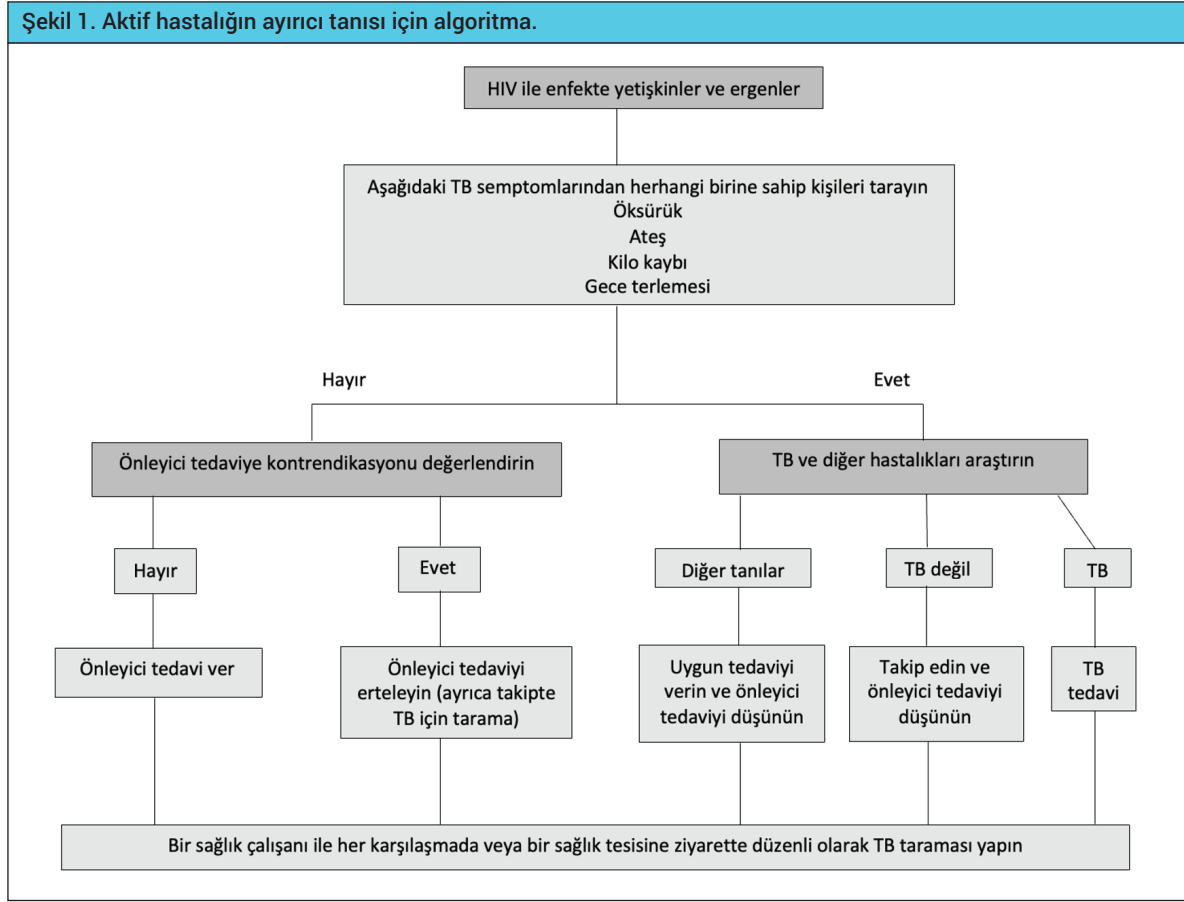 Şekil 1. Aktif hastalığın ayırıcı tanısı için algoritma.
HIV ile enfekte yetişkinler ve ergenler
Aşağıdaki TB semptomlarından herhangi birine sahip kişileri tarayın
Öksürük
Ateş
Kilo kaybı
Gece terlemesi
Hayır
Evet
Önleyici tedaviye kontrendikasyonu değerlendirin
TB ve diğer hastalıkları araştırın
Hayır
Evet
Diğer tanılar
TB değil
TB
Önleyici tedavi ver
Önleyici tedaviyi
erteleyin (ayrıca takipte
TB için tarama)
Uygun tedaviyi
verin ve önleyici
tedaviyi düşünün
Takip edin ve
önleyici tedaviyi
düşünün
TB
tedavi
Bir sağlık çalışanı ile her karşılaşmada veya bir sağlık tesisine ziyarette düzenli olarak TB taraması yapın